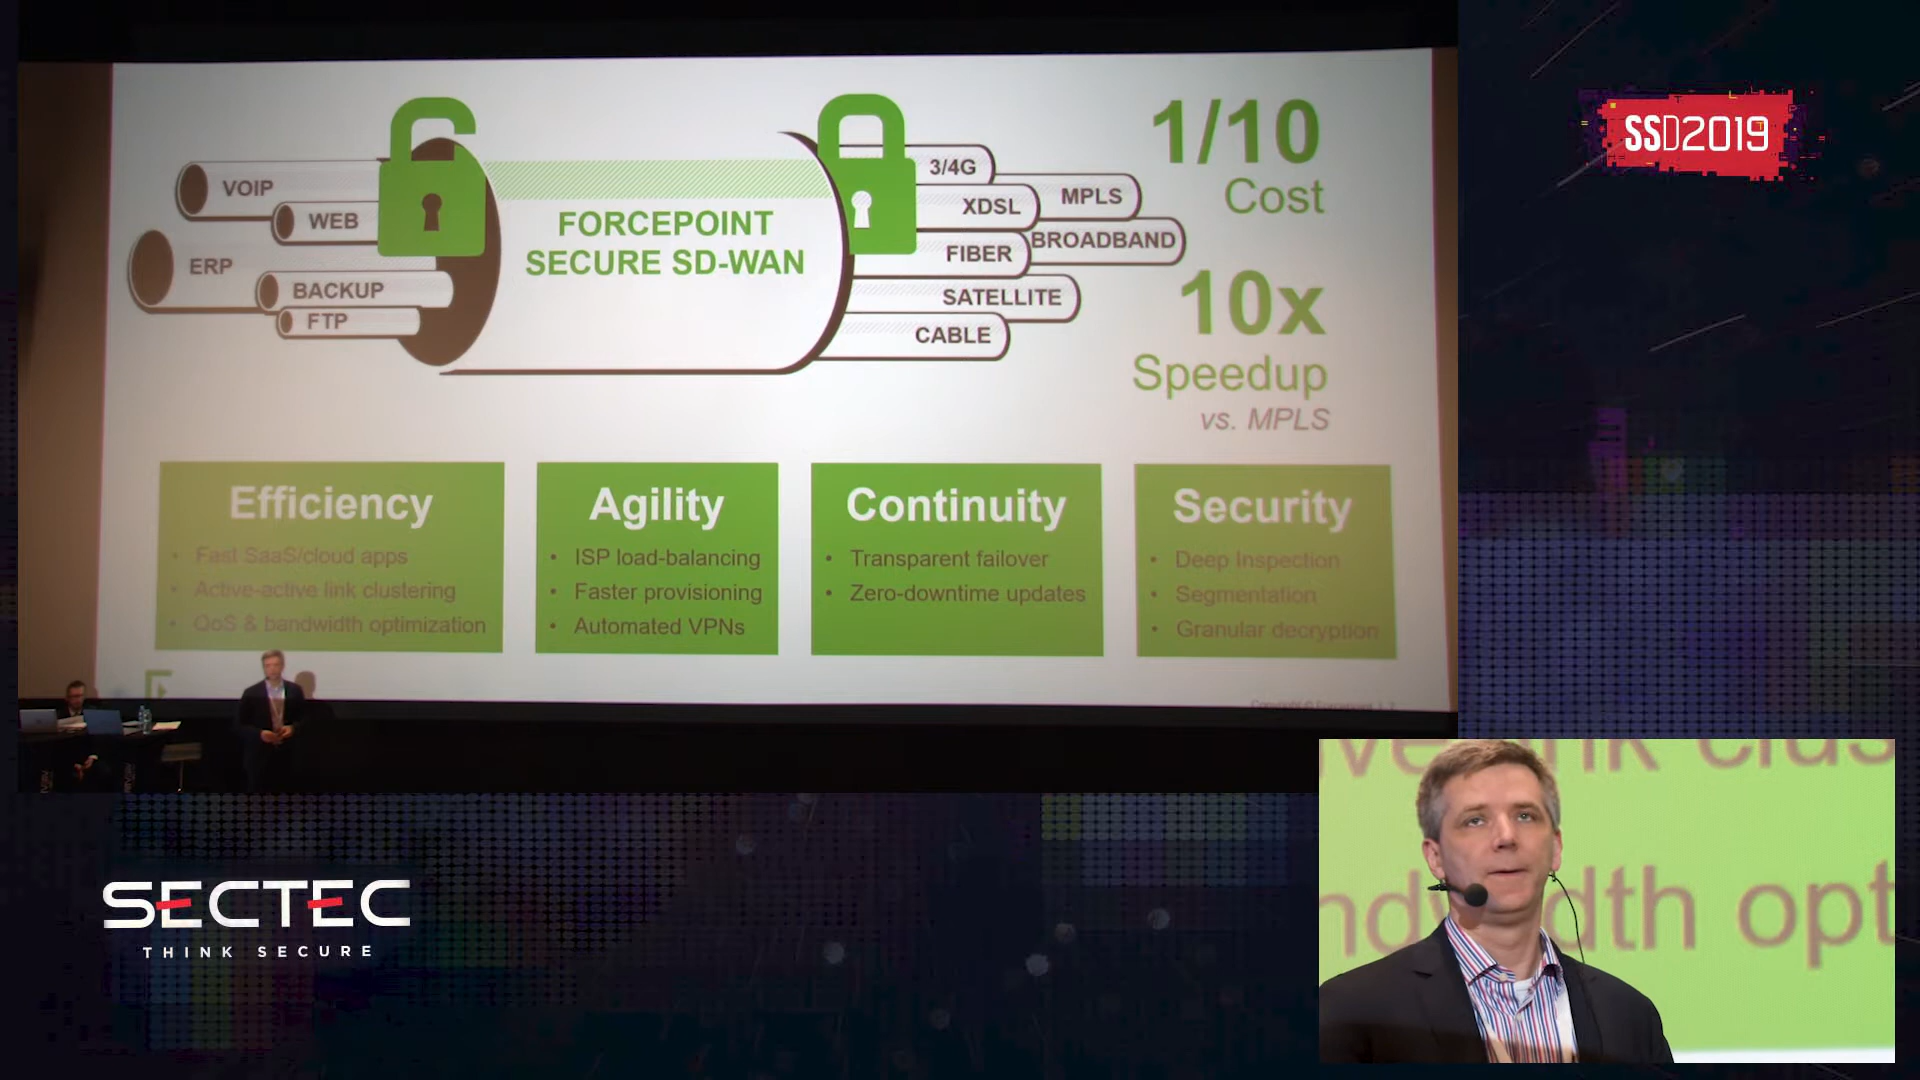 VOIP
WEB
ERP
BACKUP
FTP
FORCEPOINT
SECURE SD-WAN
3/4G
XDSL
MPLS
FIBER
BROADBAND
SATELLITE
CABLE
1/10
Cost
10x
Speedup
vs. MPLS
Efficiency
• Fast SaaS/cloud apps
• Active-active link clustering
• QoS & bandwidth optimization
Agility
• ISP load-balancing
• Faster provisioning
• Automated VPNs
Continuity
• Transparent failover
• Zero-downtime updates
Security
• Deep Inspection
• Segmentation
• Granular decryption
SSD2019
SECTEC
THINK SECURE